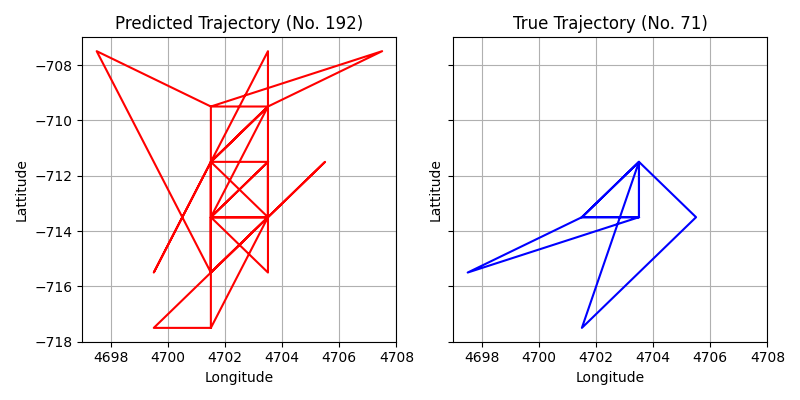 Predicted Trajectory (No. 192)
True Trajectory (No. 71)
−708
−710
−712
−714
−716
−718
Lattitude
Lattitude
4698 4700 4702 4704 4706 4708
4698 4700 4702 4704 4706 4708
Longitude
Longitude